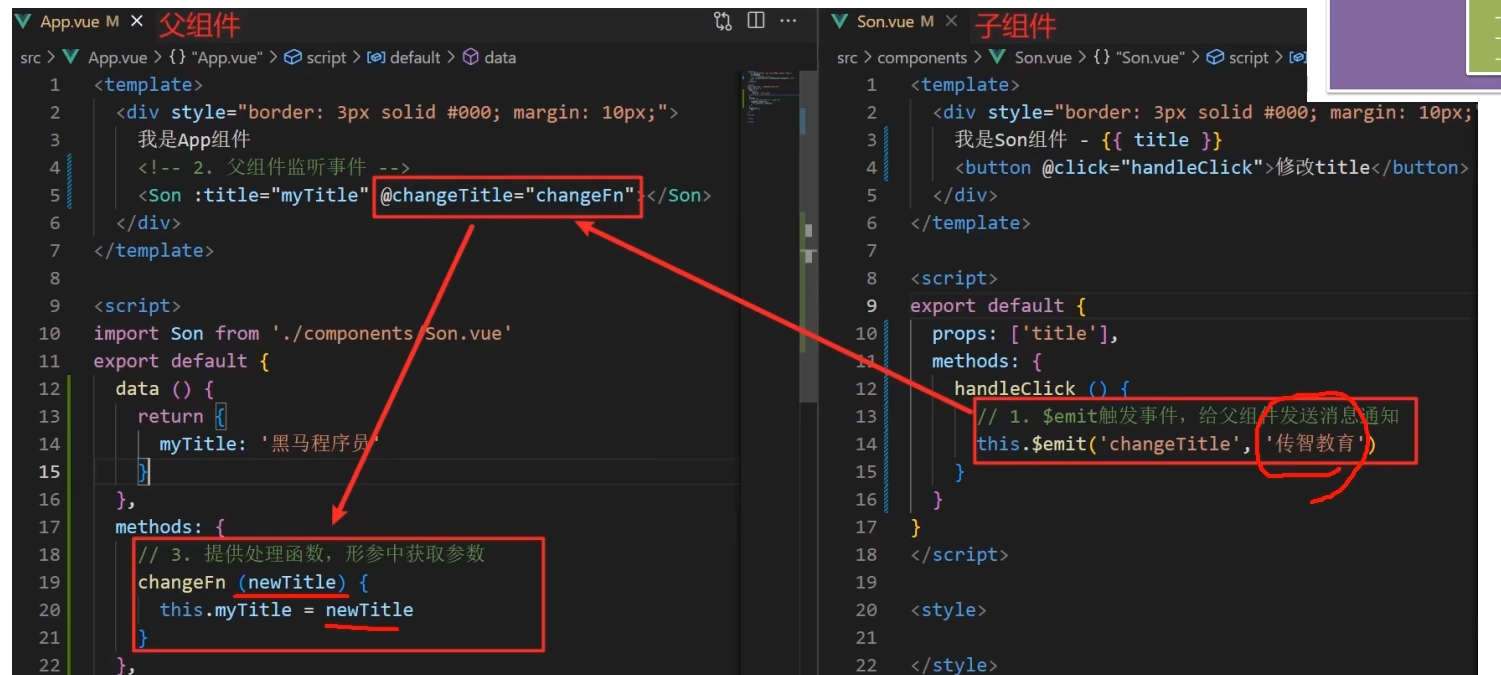 App.vue M
父组件
src > App.vue > {} "App.vue" > script > default > data
1 <template>
2 <div style="border: 3px solid #000; margin: 10px;">
3 我是App组件
4 <!-- 2. 父组件监听事件 -->
5 <Son :title="myTitle" @changeTitle="changeFn"></Son>
6 </div>
7 </template>
8
9 <script>
10 import Son from './components/Son.vue'
11 export default {
12 data () {
13 return {
14 myTitle: '黑马程序员'
15 }
16 },
17 methods: {
18 // 3. 提供处理函数，形参中获取参数
19 changeFn (newTitle) {
20 this.myTitle = newTitle
21 }
22 },
Son.vue M
子组件
src > components > Son.vue > {} "Son.vue" > script >
1 <template>
2 <div style="border: 3px solid #000; margin: 10px;
3 我是Son组件 - {{ title }}
4 <button @click="handleClick">修改title</button>
5 </div>
6 </template>
7
8 <script>
9 export default {
10 props: ['title'],
11 methods: {
12 handleClick () {
13 // 1. $emit触发事件，给父组件发送消息通知
14 this.$emit('changeTitle', '传智教育')
15 }
16 }
17 }
18 </script>
19
20 <style>
21
22 </style>